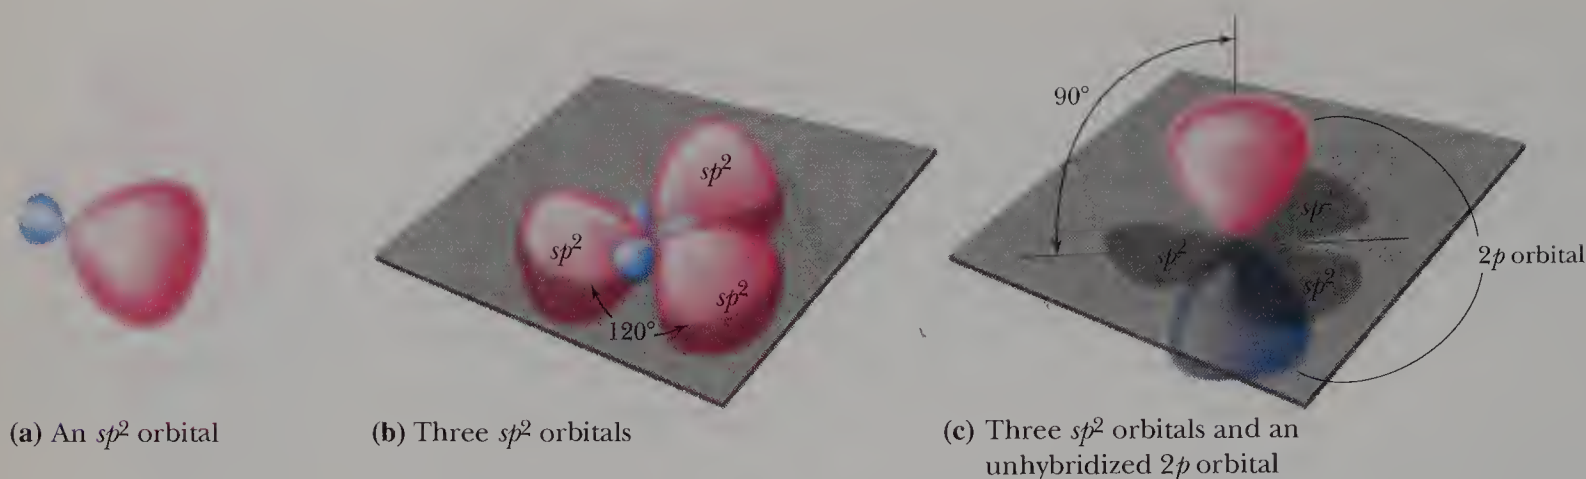 90°
sp²
sp²
sp²
120°
sp²
sp²
2p orbital
(a) An sp² orbital
(b) Three sp² orbitals
(c) Three sp² orbitals and an
unhybridized 2p orbital